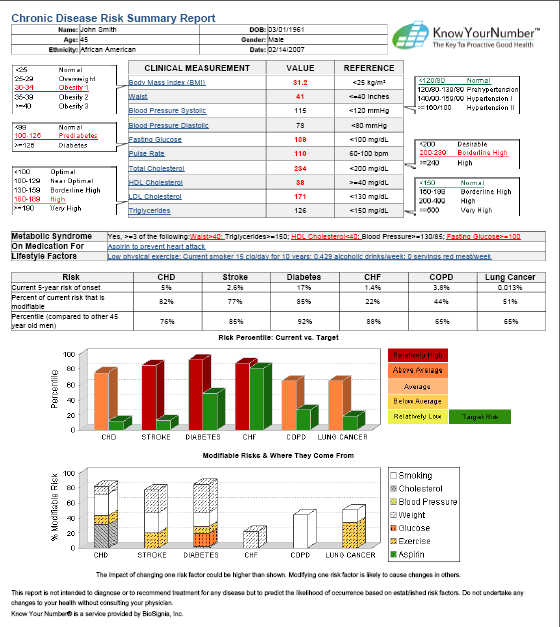 Chronic Disease Risk Summary Report
Name: John Smith DOB: 03/01/1961
Age: 45 Gender: Male
Ethnicity: African American Date: 02/14/2007
KnowYourNumber™
The Key To Proactive Good Health
CLINICAL MEASUREMENT VALUE REFERENCE
Body Mass Index (BMI) 31.2 <25 kg/m²
Waist 41 <=40 inches
Blood Pressure Systolic 115 <120 mmHg
Blood Pressure Diastolic 78 <80 mmHg
Fasting Glucose 109 <100 mg/dL
Pulse Rate 110 60-100 bpm
Total Cholesterol 234 <200 mg/dL
HDL Cholesterol 38 >=40 mg/dL
LDL Cholesterol 171 <130 mg/dL
Triglycerides 126 <150 mg/dL
<25 Normal
25-29 Overweight
30-34 Obesity 1
35-39 Obesity 2
>=40 Obesity 3
<99 Normal
100-125 Prediabetes
>=126 Diabetes
<100 Optimal
100-129 Near Optimal
130-159 Borderline High
160-189 High
>=190 Very High
<120/80 Normal
120/80-139/89 Prehypertension
140/90-159/99 Hypertension I
>=160/100 Hypertension II
<200 Desirable
200-239 Borderline High
>=240 High
<150 Normal
150-199 Borderline High
200-499 High
>=500 Very High
Metabolic Syndrome Yes, >=3 of the following:Waist>40; Triglycerides>=150; HDL Cholesterol<40; Blood Pressure>=130/85; Fasting Glucose>=100
On Medication For Aspirin to prevent heart attack
Lifestyle Factors Low physical exercise; Current smoker 15 cig/day for 10 years; 0.429 alcoholic drinks/week; 0 servings red meat/week
Risk CHD Stroke Diabetes CHF COPD Lung Cancer
Current 5-year risk of onset 5% 2.6% 17% 1.4% 3.8% 0.013%
Percent of current risk that is
modifiable 82% 77% 85% 22% 44% 51%
Percentile (compared to other 45
year old men) 76% 85% 92% 88% 65% 65%
Risk Percentile: Current vs. Target
Percentile
100
80
60
40
20
0
CHD STROKE DIABETES CHF COPD LUNG CANCER
Relatively High
Above Average
Average
Below Average
Relatively Low Target Risk
Modifiable Risks & Where They Come From
% Modifiable Risk
100
80
60
40
20
0
CHD STROKE DIABETES CHF COPD LUNG CANCER
Smoking
Cholesterol
Blood Pressure
Weight
Glucose
Exercise
Aspirin
The impact of changing one risk factor could be higher than shown. Modifying one risk factor is likely to cause changes in others.
This report is not intended to diagnose or to recommend treatment for any disease but to predict the likelihood of occurrence based on established risk factors. Do not undertake any
changes to your health without consulting your physician.
Know Your Number® is a service provided by BioSignia, Inc.